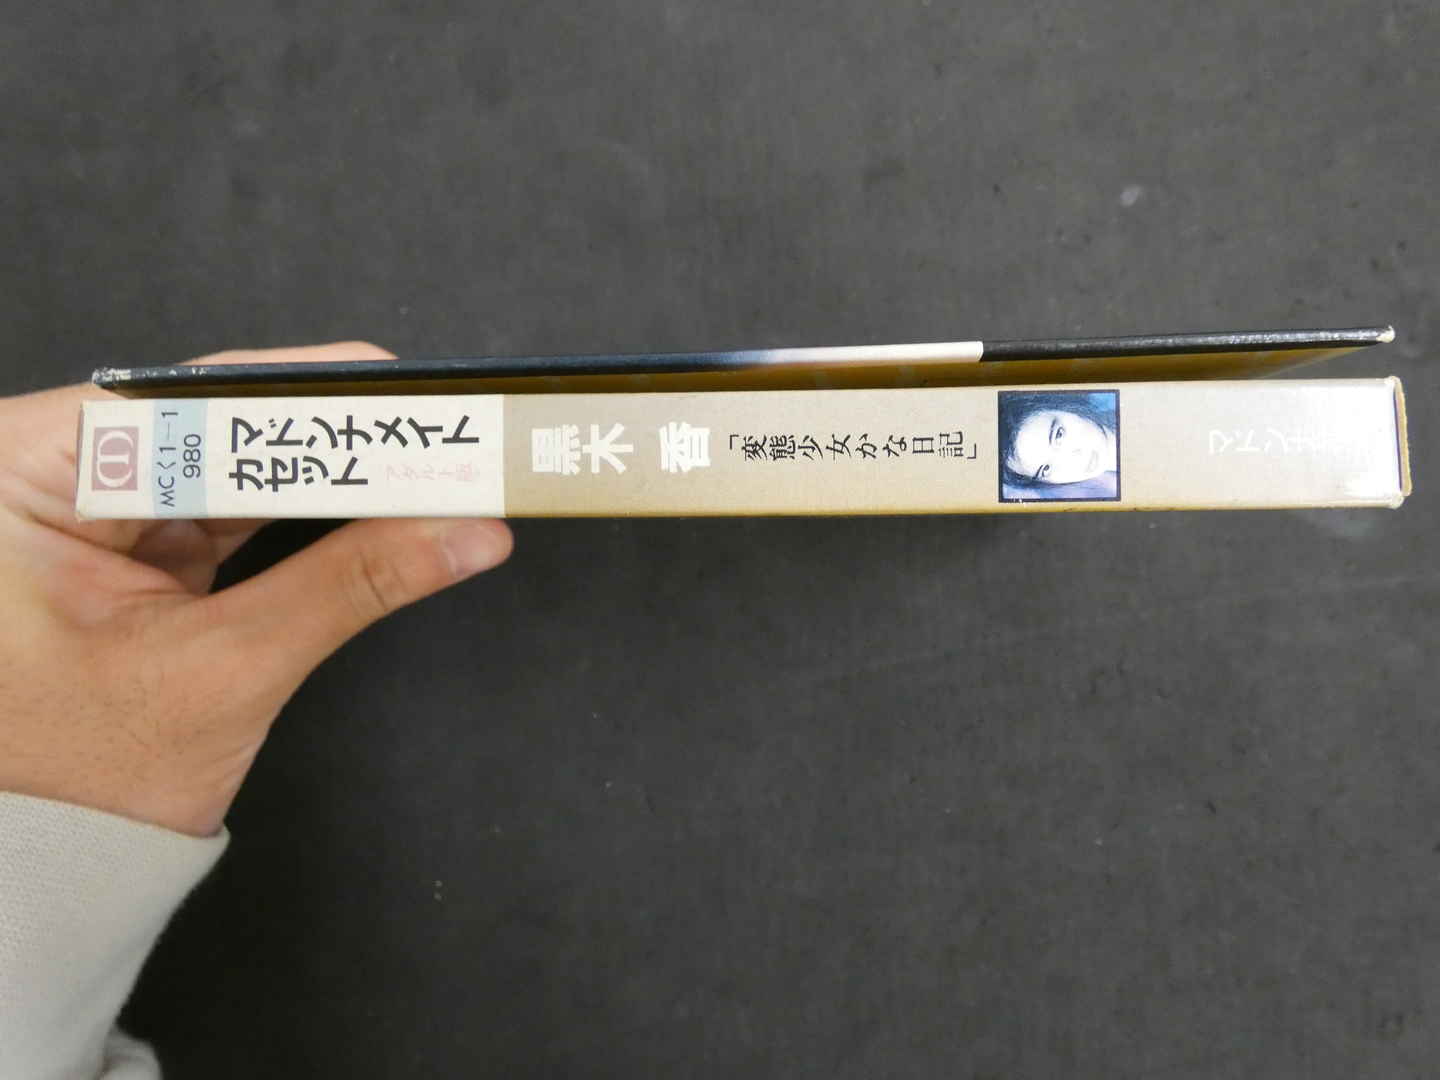 MCく1-1
980
マドンナメイト
カセット
アダルト版
黒木 香
「変態少女かな日記」
マドンナ